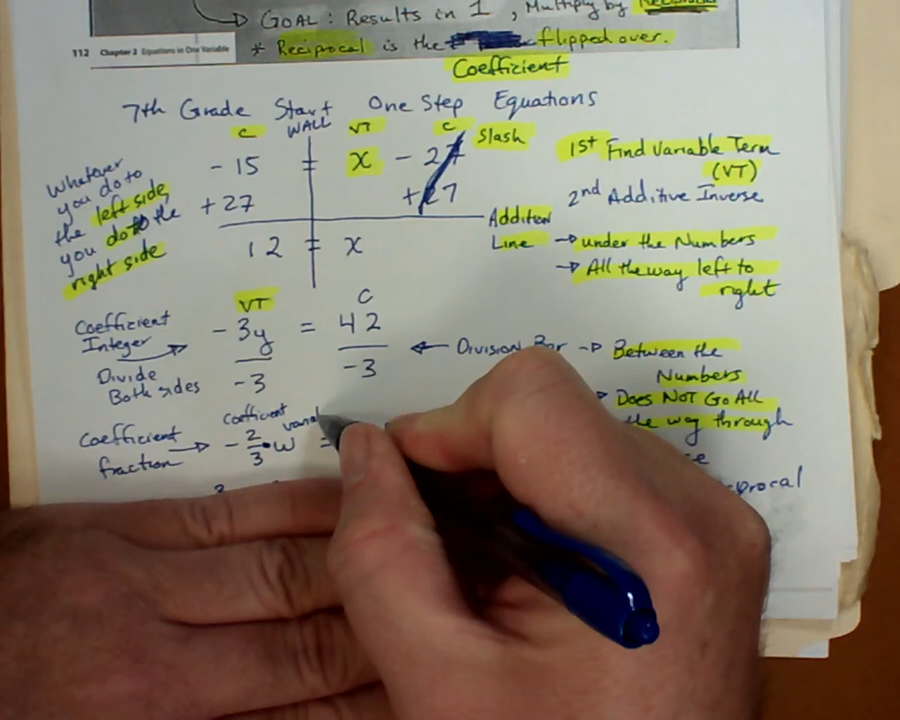 GOAL: Results in 1, Multiply by
112 Chapter 2 Equations in One Variable
* Reciprocal is the flipped over.
Coefficient
7th Grade Start One Step Equations
C WALL VT C Slash
- 15 = x - 27
+27 +27
12 = x
Whatever
you do to
the left side,
you do to the
right side
Addition
Line → under the Numbers
→ All the way left to
right
1st Find Variable Term
(VT)
2nd Additive Inverse
VT C
Coefficient
Integer
- 3y = 42
-3 -3
Divide
Both sides
← Division Bar → Between the
Numbers
Does NOT Go All
the way through
Coefficient
fraction →
coefficient
- 2/3 • w =